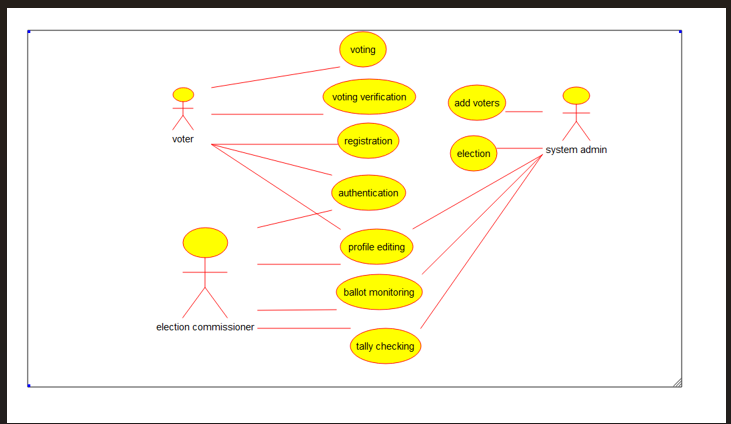 voting
voting verification
add voters
voter
registration
election
system admin
authentication
profile editing
ballot monitoring
election commissioner
tally checking